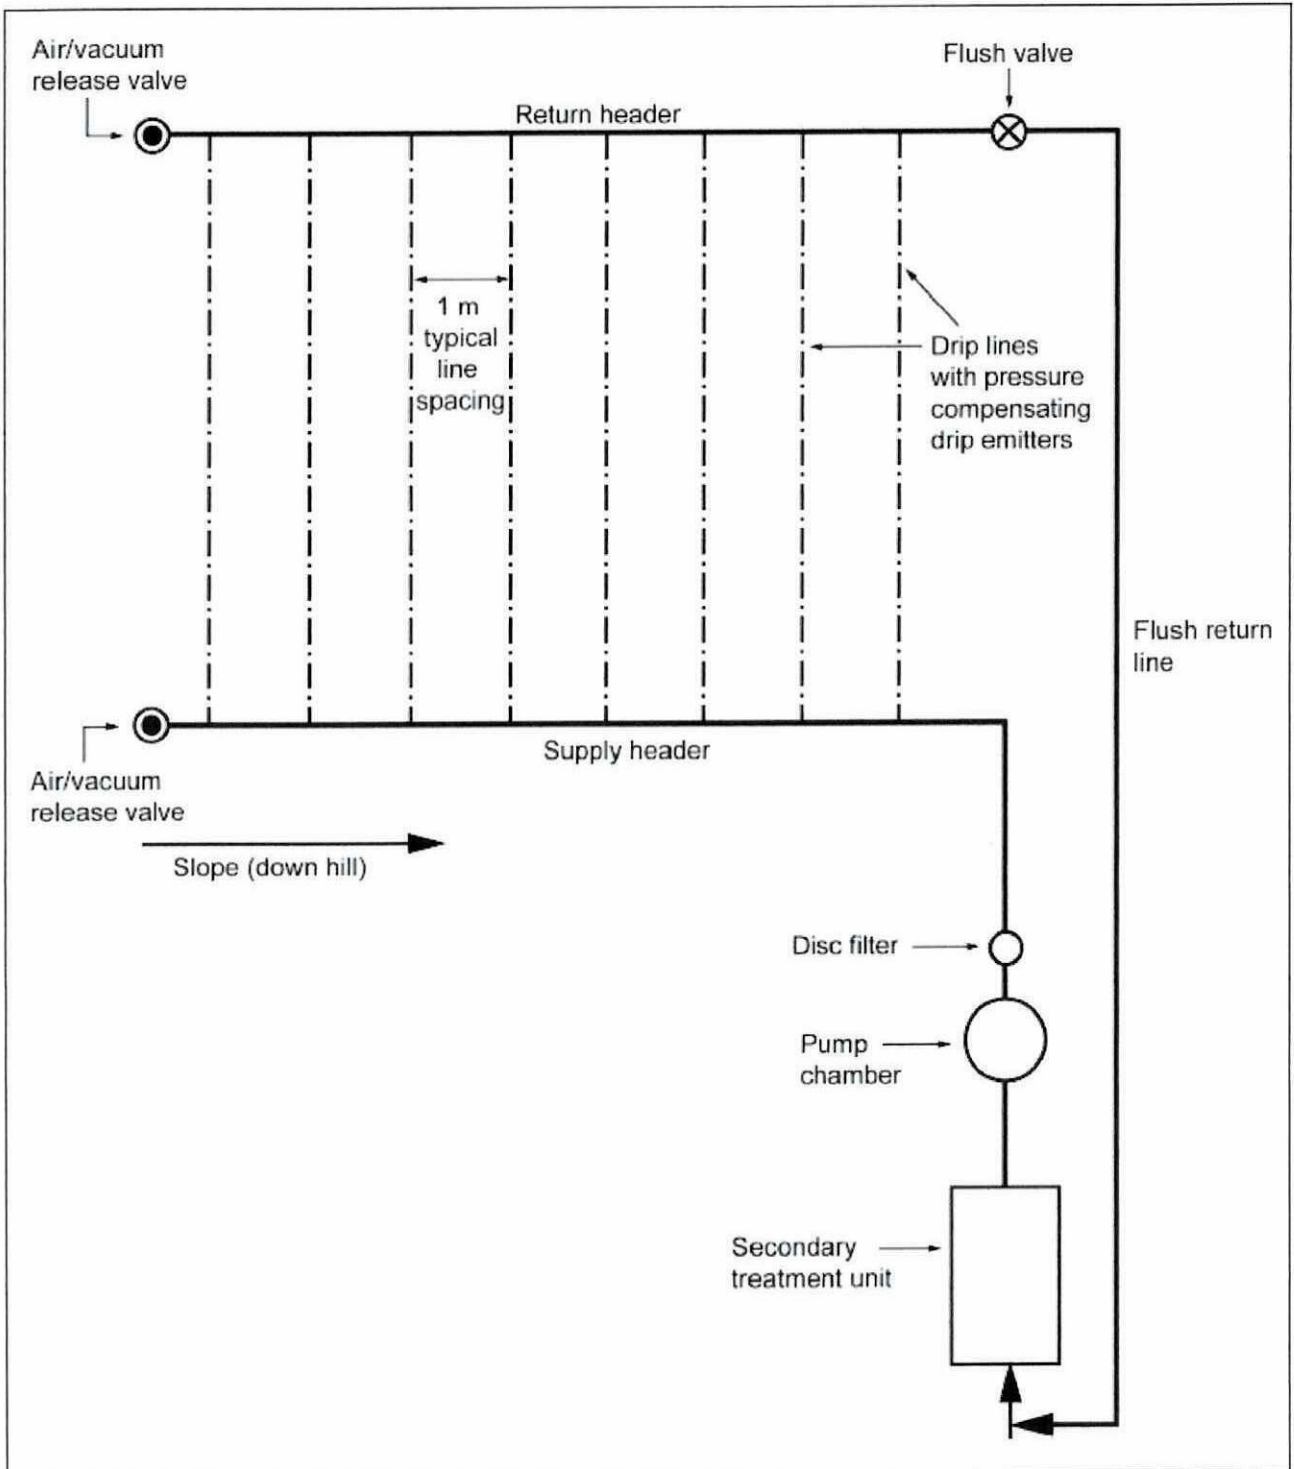 Air/vacuum
release valve
Flush valve
Return header
1 m
typical
line
spacing
Drip lines
with pressure
compensating
drip emitters
Flush return
line
Supply header
Air/vacuum
release valve
Slope (down hill)
Disc filter
Pump
chamber
Secondary
treatment unit